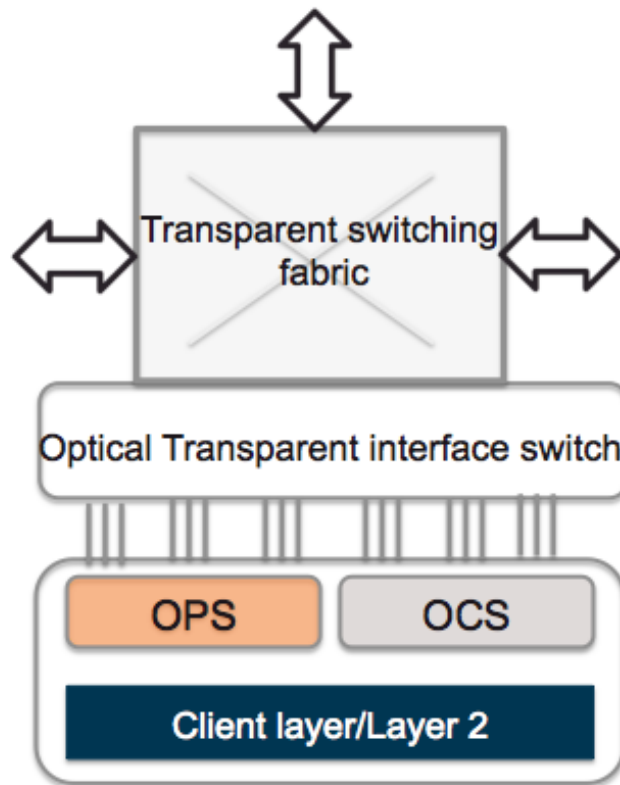 Transparent switching
fabric
Optical Transparent interface switch
OPS
OCS
Client layer/Layer 2